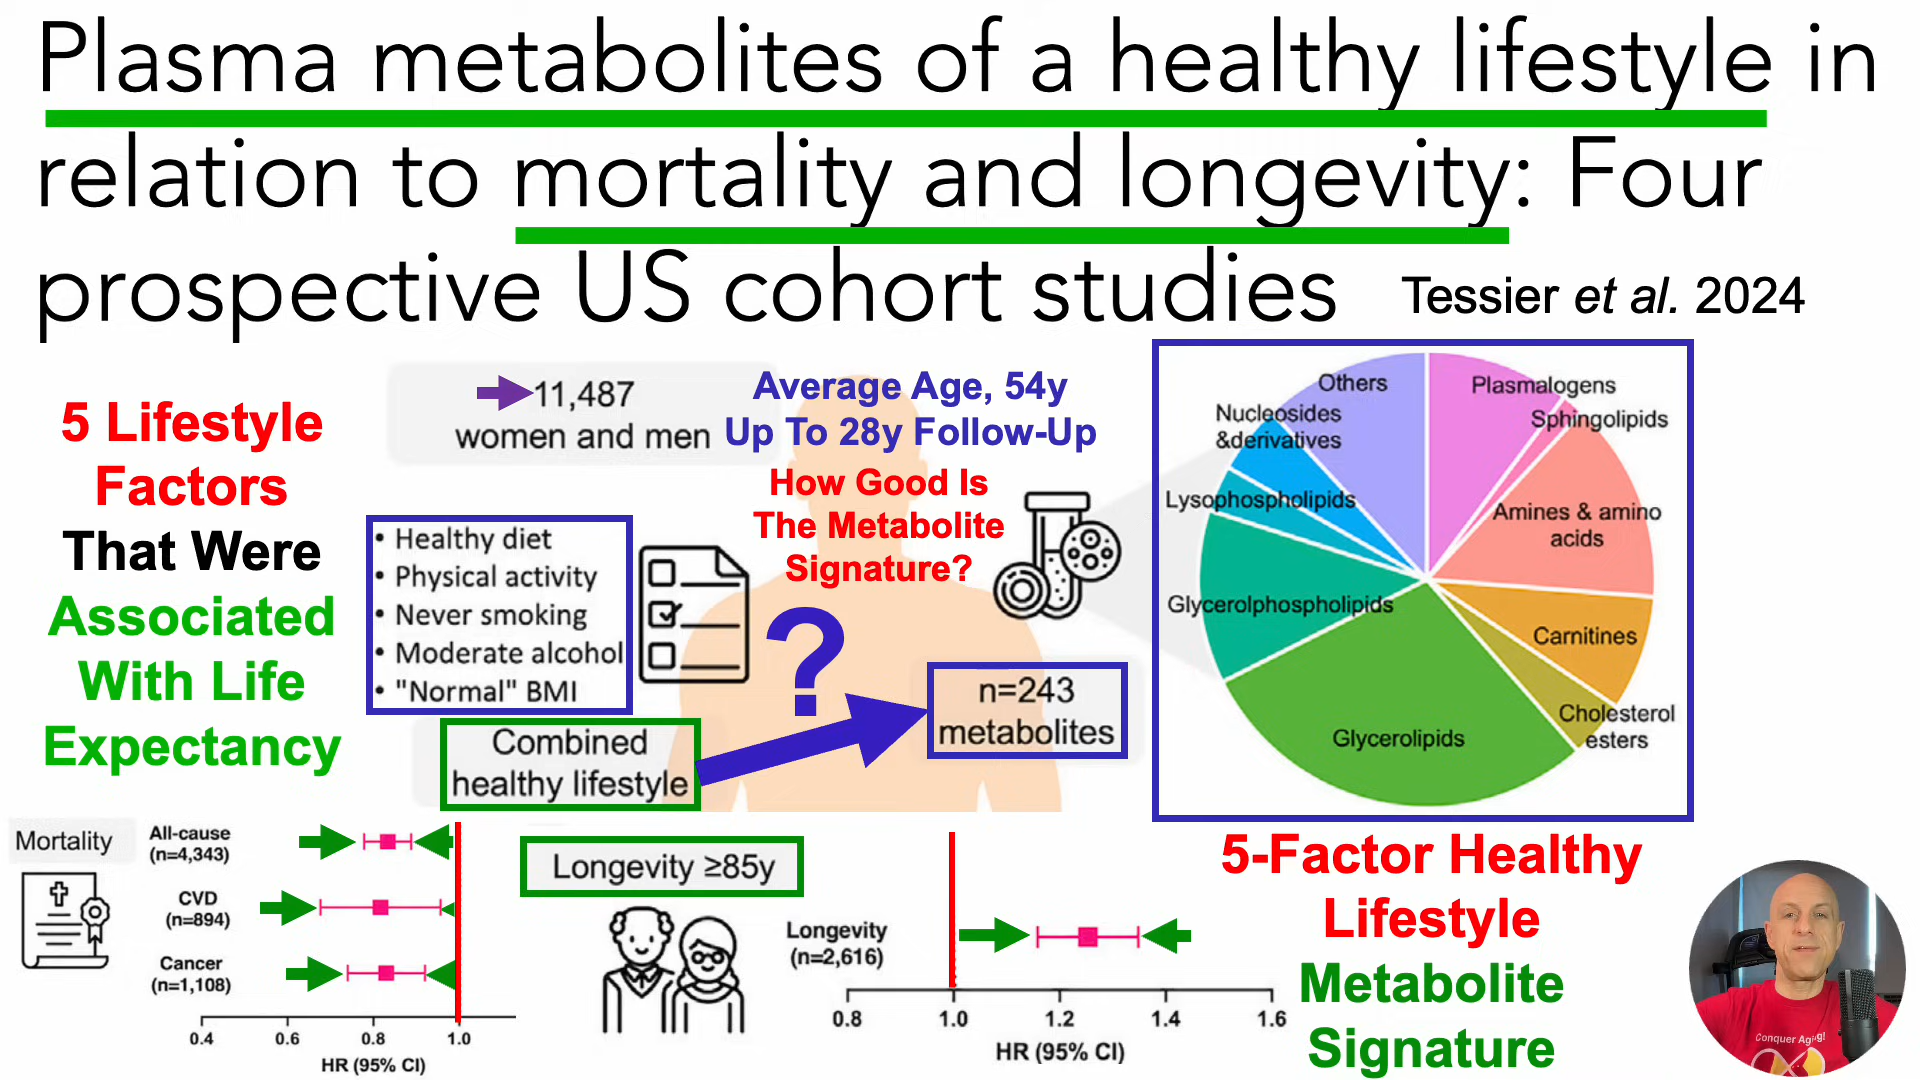 Plasma metabolites of a healthy lifestyle in
relation to mortality and longevity: Four
prospective US cohort studies
Tessier et al. 2024
5 Lifestyle
Factors
That Were
Associated
With Life
Expectancy
11,487
women and men
Average Age, 54y
Up To 28y Follow-Up
How Good Is
The Metabolite
Signature?
• Healthy diet
• Physical activity
• Never smoking
• Moderate alcohol
• "Normal" BMI
?
Combined
healthy lifestyle
n=243
metabolites
Others
Plasmalogens
Nucleosides
&derivatives
Sphingolipids
Lysophospholipids
Amines & amino
acids
Glycerolphospholipids
Carnitines
Cholesterol
esters
Glycerolipids
Mortality
All-cause
(n=4,343)
CVD
(n=894)
Cancer
(n=1,108)
0.4 0.6 0.8 1.0
HR (95% CI)
Longevity ≥85y
Longevity
(n=2,616)
0.8 1.0 1.2 1.4 1.6
HR (95% CI)
5-Factor Healthy
Lifestyle
Metabolite
Signature
Conquer Aging!